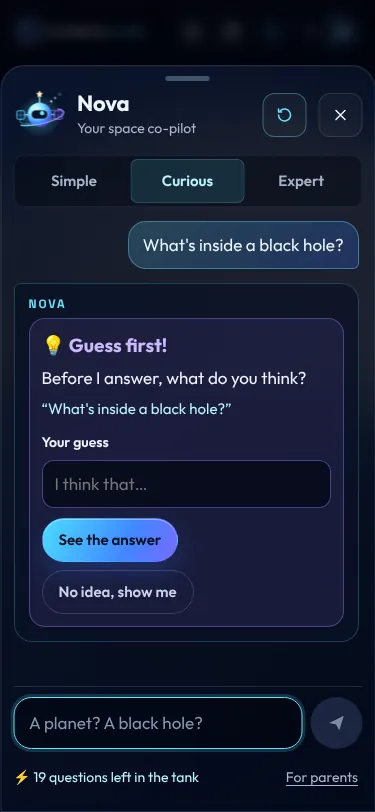 Nova
Your space co-pilot
Simple
Curious
Expert
What's inside a black hole?
NOVA
💡 Guess first!
Before I answer, what do you think?
“What's inside a black hole?”
Your guess
I think that...
See the answer
No idea, show me
A planet? A black hole?
⚡ 19 questions left in the tank
For parents